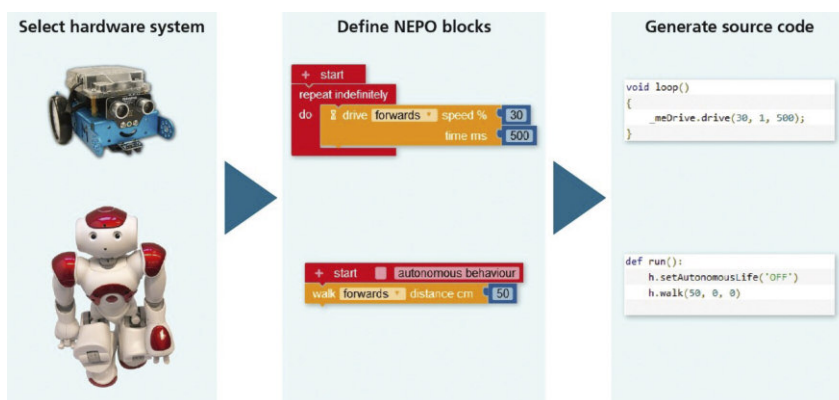 Select hardware system
Define NEPO blocks
Generate source code
+ start
repeat indefinitely
do drive forwards speed % 30
time ms 500
void loop()
{
_meDrive.drive(30, 1, 500);
}
+ start autonomous behaviour
walk forwards distance cm 50
def run():
h.setAutonomousLife('OFF')
h.walk(50, 0, 0)